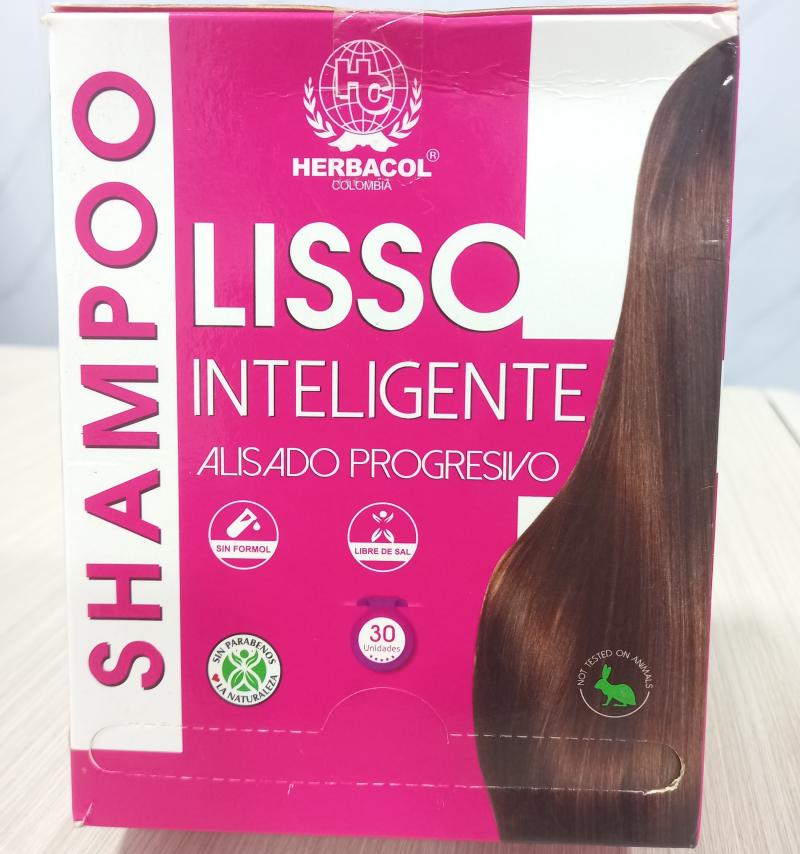 SHAMPOO
HC
HERBACOL®
COLOMBIA
LISSO
INTELIGENTE
ALISADO PROGRESIVO
SIN FORMOL
LIBRE DE SAL
SIN PARABENOS
LA NATURALEZA
30
Unidades
NOT TESTED ON ANIMALS